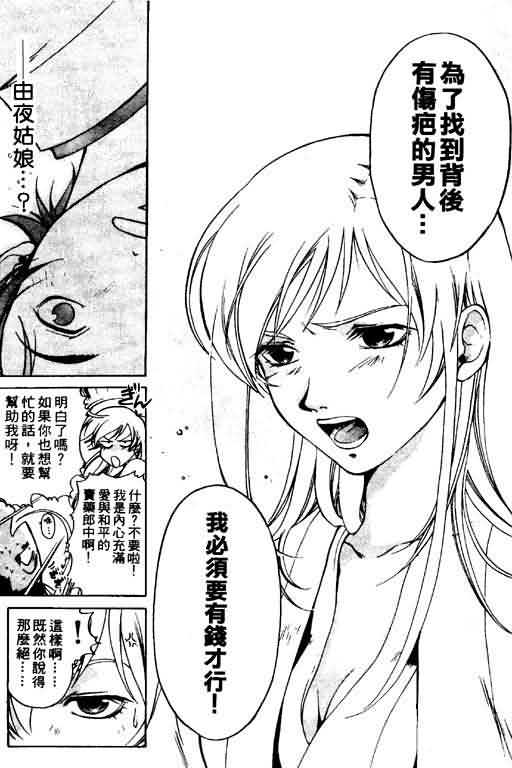 為了找到背後
有傷疤的男人…
我必須要有錢才行！
——由夜姑娘…？
ぎん
明白了嗎？
如果你也想幫
忙的話，就要
幫助我呀！
什麼？不要啦！
我是內心充滿
愛與和平的
賣藥郎中啊！
！
這樣啊……
既然你說得
那麼絕……